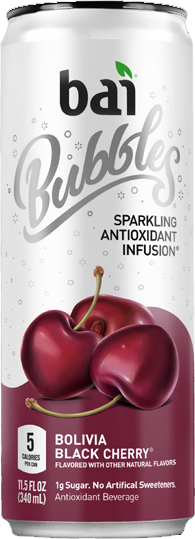 bai
Bubbles
SPARKLING
ANTIOXIDANT
INFUSION®
5
CALORIES
PER CAN
BOLIVIA
BLACK CHERRY®
FLAVORED WITH OTHER NATURAL FLAVORS
11.5 FL OZ
(340 mL)
1g Sugar. No Artifical Sweeteners.
Antioxidant Beverage